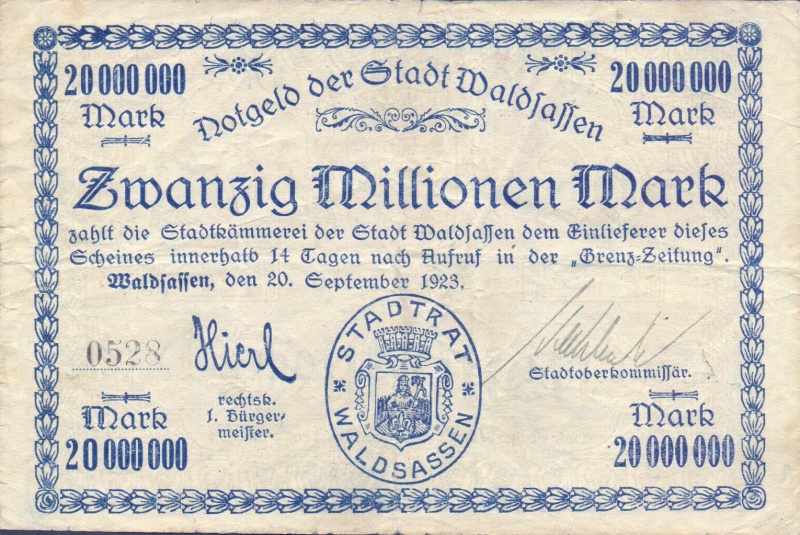 20 000 000
Mark
20 000 000
Mark
Notgeld der Stadt Waldſaſſen
Zwanzig Millionen Mark
zahlt die Stadtkämmerei der Stadt Waldſaſſen dem Einlieferer dieſes
Scheines innerhalb 14 Tagen nach Aufruf in der „Grenz-Zeitung".
Waldſaſſen, den 20. September 1923.
0528
Hierl
rechtsk.
1. Bürger-
meiſter.
STADTRAT
WALDSASSEN
Stadtoberkommiſſär.
Mark
20 000 000
Mark
20 000 000